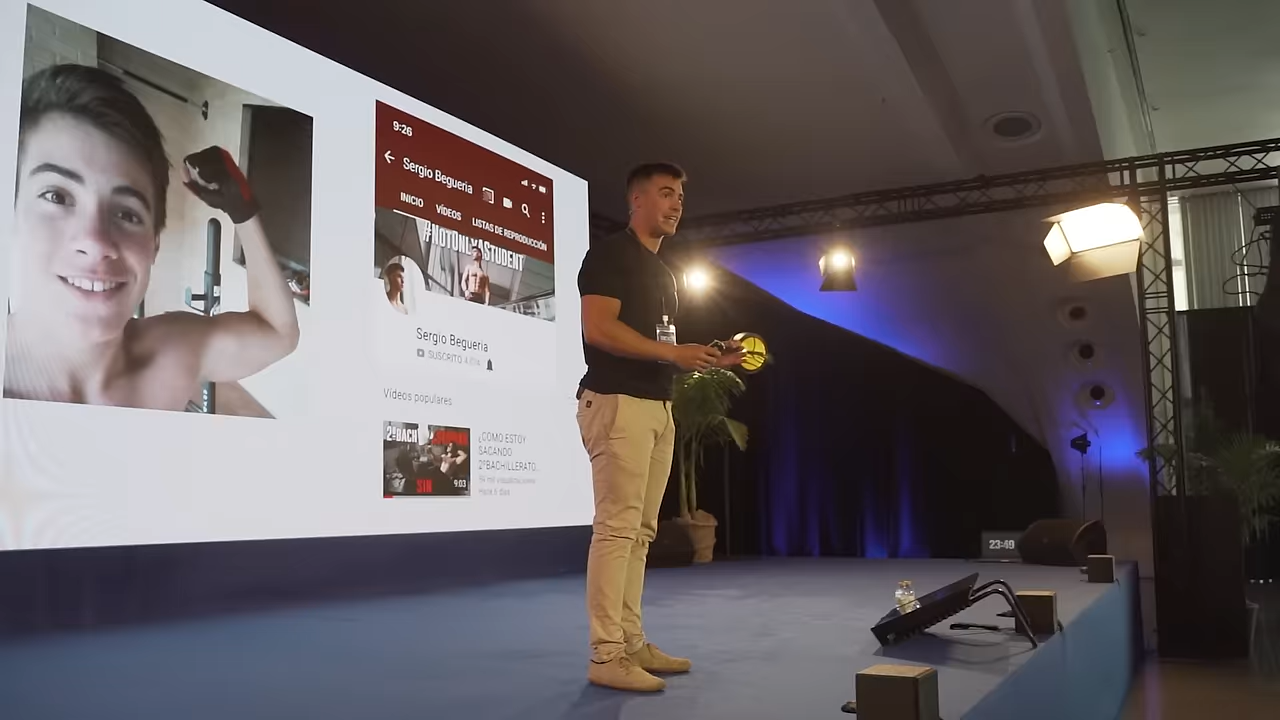 9:26
Sergio Begueria
INICIO VÍDEOS LISTAS DE REPRODUCCIÓN
#NOTONLYASTUDENT
Sergio Begueria
SUSCRITO
Vídeos populares
2ºBACH
SIN
9:03
¿CÓMO ESTOY
SACANDO
2ºBACHILLERATO...
23:49